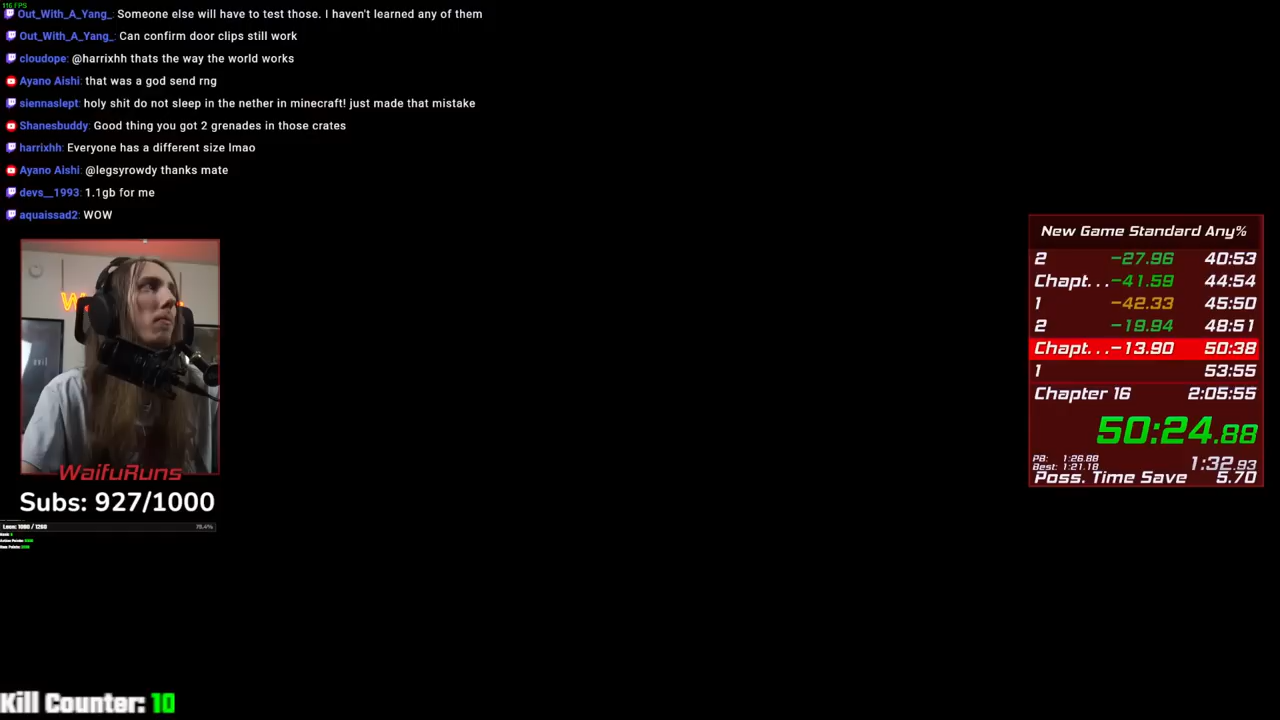 116 FPS
Out_With_A_Yang_: Someone else will have to test those. I haven't learned any of them
Out_With_A_Yang_: Can confirm door clips still work
cloudope: @harrixhh thats the way the world works
Ayano Aishi: that was a god send rng
siennaslept: holy shit do not sleep in the nether in minecraft! just made that mistake
Shanesbuddy: Good thing you got 2 grenades in those crates
harrixhh: Everyone has a different size lmao
Ayano Aishi: @legsyrowdy thanks mate
devs__1993: 1.1gb for me
aquaissad2: WOW
evil
WaifuRuns
Subs: 927/1000
79.4%
Kill Counter: 10
New Game Standard Any%
2 -27.96 40:53
Chapt...-41.59 44:54
1 -42.33 45:50
2 -19.94 48:51
Chapt...-13.90 50:38
1 53:55
Chapter 16 2:05:55
50:24.88
PB: 1:26.88
Best: 1:21.18
1:32.93
Poss. Time Save 5.70